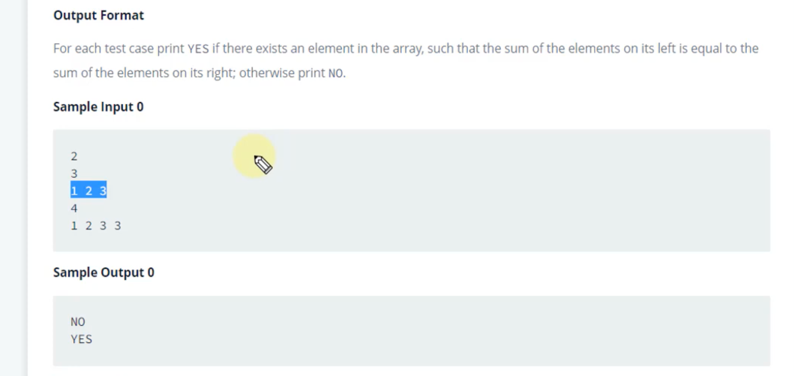 Output Format
For each test case print YES if there exists an element in the array, such that the sum of the elements on its left is equal to the
sum of the elements on its right; otherwise print NO.
Sample Input 0
2
3
1 2 3
4
1 2 3 3
Sample Output 0
NO
YES